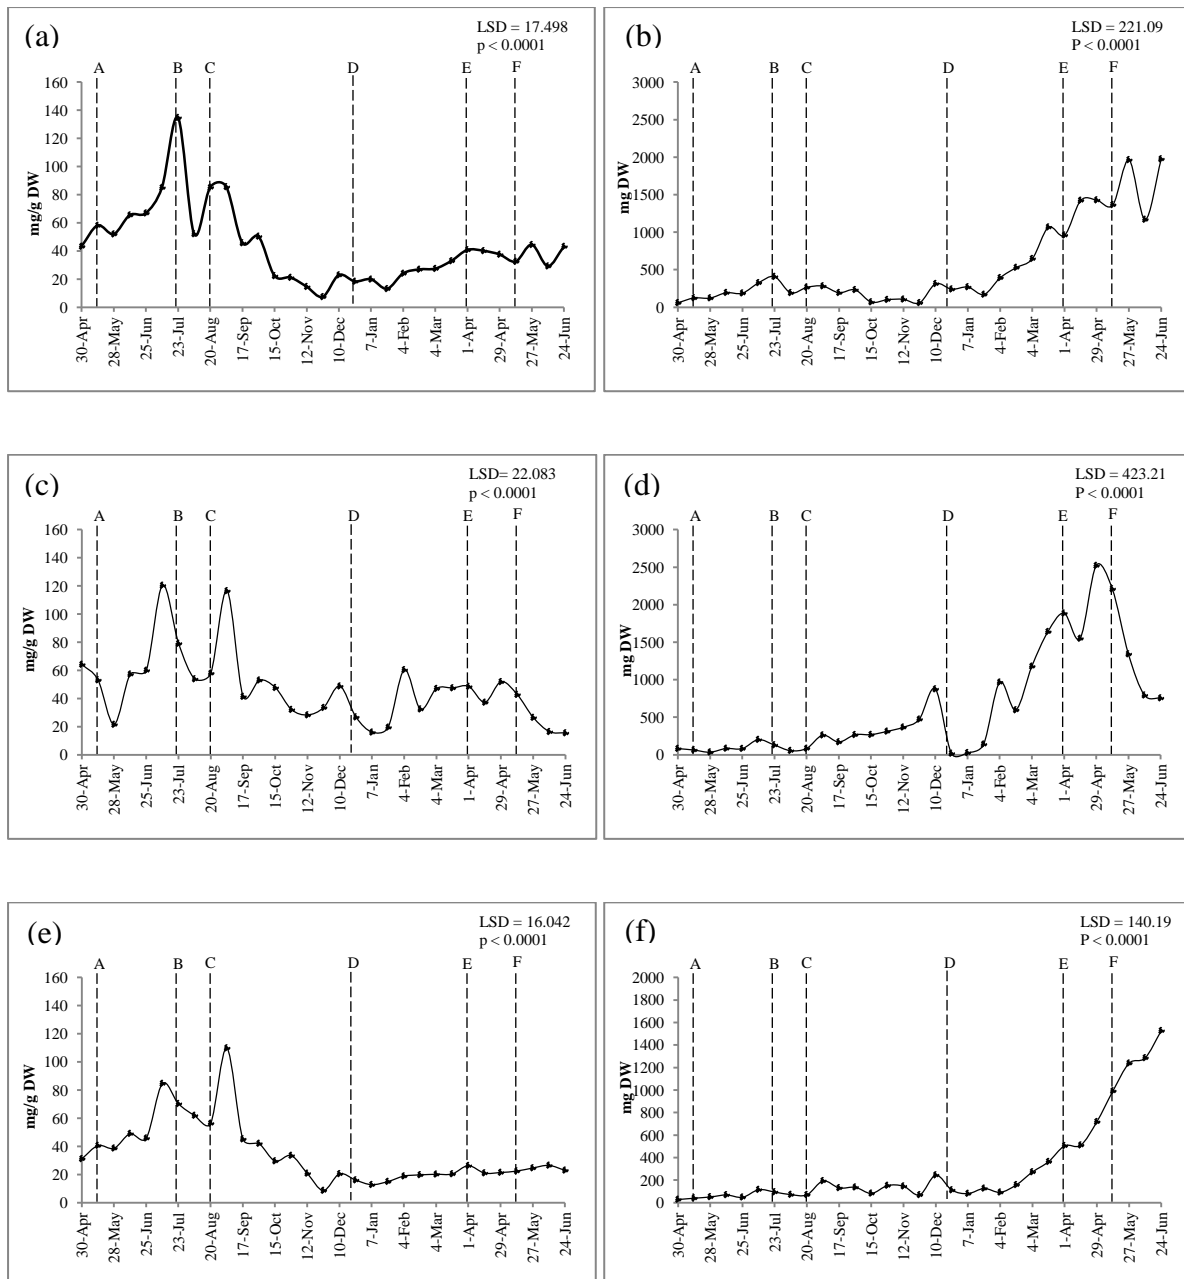 (a)
LSD = 17.498
p < 0.0001
A B C D E F
160
140
120
100
80
60
40
20
0
mg/g DW
30-Apr
28-May
25-Jun
23-Jul
20-Aug
17-Sep
15-Oct
12-Nov
10-Dec
7-Jan
4-Feb
4-Mar
1-Apr
29-Apr
27-May
24-Jun
(b)
LSD = 221.09
P < 0.0001
A B C D E F
3000
2500
2000
1500
1000
500
0
mg DW
30-Apr
28-May
25-Jun
23-Jul
20-Aug
17-Sep
15-Oct
12-Nov
10-Dec
7-Jan
4-Feb
4-Mar
1-Apr
29-Apr
27-May
24-Jun
(c)
LSD= 22.083
p < 0.0001
A B C D E F
160
140
120
100
80
60
40
20
0
mg/g DW
30-Apr
28-May
25-Jun
23-Jul
20-Aug
17-Sep
15-Oct
12-Nov
10-Dec
7-Jan
4-Feb
4-Mar
1-Apr
29-Apr
27-May
24-Jun
(d)
LSD = 423.21
P < 0.0001
A B C D E F
3000
2500
2000
1500
1000
500
0
mg DW
30-Apr
28-May
25-Jun
23-Jul
20-Aug
17-Sep
15-Oct
12-Nov
10-Dec
7-Jan
4-Feb
4-Mar
1-Apr
29-Apr
27-May
24-Jun
(e)
LSD = 16.042
p < 0.0001
A B C D E F
160
140
120
100
80
60
40
20
0
mg/g DW
30-Apr
28-May
25-Jun
23-Jul
20-Aug
17-Sep
15-Oct
12-Nov
10-Dec
7-Jan
4-Feb
4-Mar
1-Apr
29-Apr
27-May
24-Jun
(f)
LSD = 140.19
P < 0.0001
A B C D E F
2000
1800
1600
1400
1200
1000
800
600
400
200
0
mg DW
30-Apr
28-May
25-Jun
23-Jul
20-Aug
17-Sep
15-Oct
12-Nov
10-Dec
7-Jan
4-Feb
4-Mar
1-Apr
29-Apr
27-May
24-Jun